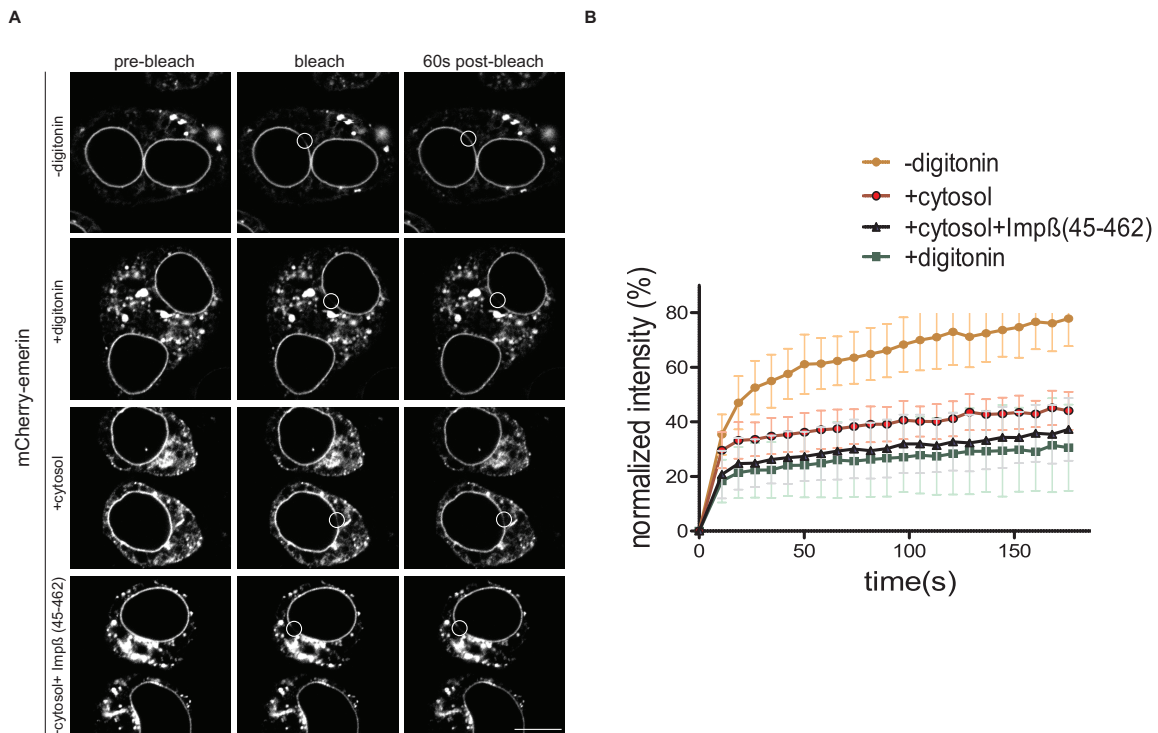 A
B
pre-bleach
bleach
60s post-bleach
mCherry-emerin
-digitonin
+digitonin
+cytosol
-cytosol+ Impß (45-462)
-digitonin
+cytosol
+cytosol+Impß(45-462)
+digitonin
normalized intensity (%)
80
60
40
20
0
0
50
100
150
time(s)